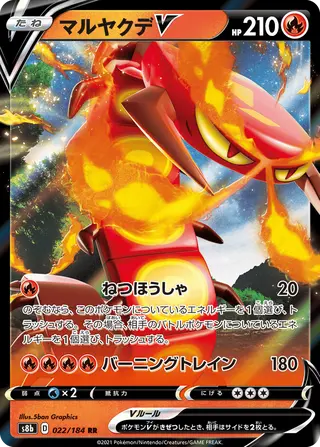 たね
マルヤクデV
HP 210
ねつほうしゃ 20
のぞむなら、このポケモンについているエネルギーを1個選び、トラッシュする。その場合、相手のバトルポケモンについているエネルギーを1個選び、トラッシュする。
バーニングトレイン 180
弱点 ×2 抵抗力 にげる
Vルール
ポケモンVがきぜつしたとき、相手はサイドを2枚とる。
Illus.5ban Graphics
s8b D 022/184 RR
©2021 Pokémon/Nintendo/Creatures/GAME FREAK.